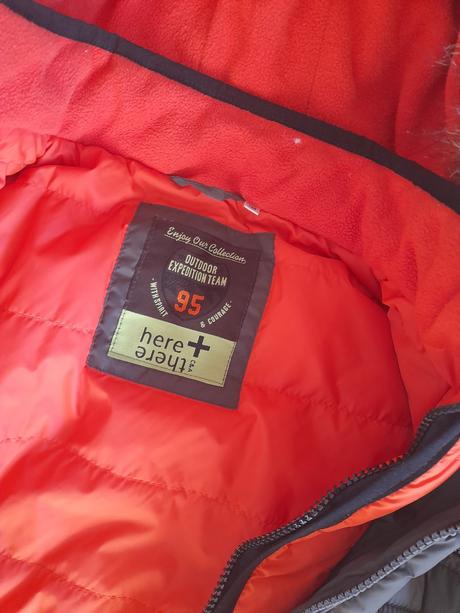 Enjoy Our Collection
OUTDOOR
EXPEDITION TEAM
95
· WITH SPIRIT & COURAGE ·
here+
there
C&A